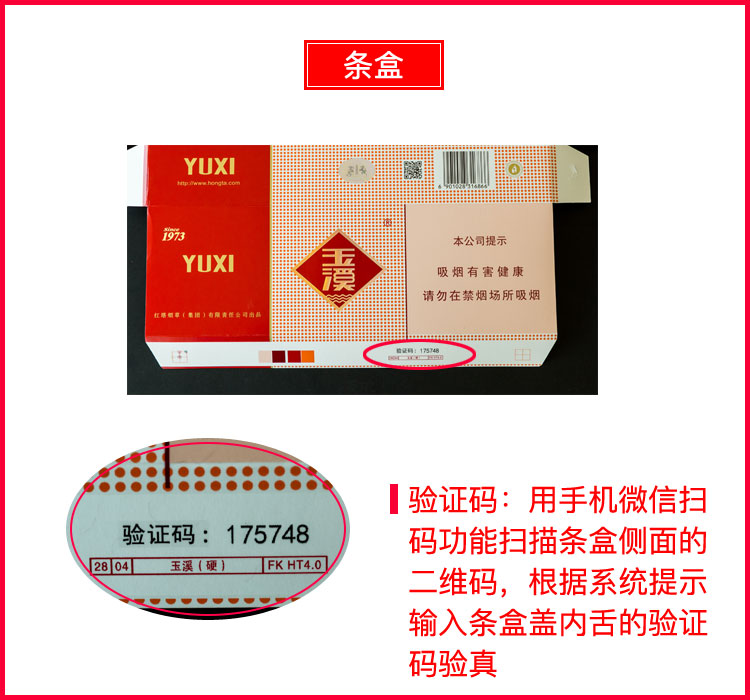 条盒
YUXI
http://www.hongta.com
6 901028 316866
Since
1973
YUXI
红塔烟草(集团)有限责任公司出品
玉溪
本公司提示
吸烟有害健康
请勿在禁烟场所吸烟
验证码:175748
验证码:175748
28 04 玉溪(硬) FK HT4.0
验证码:用手机微信扫
码功能扫描条盒侧面的
二维码,根据系统提示
输入条盒盖内舌的验证
码验真